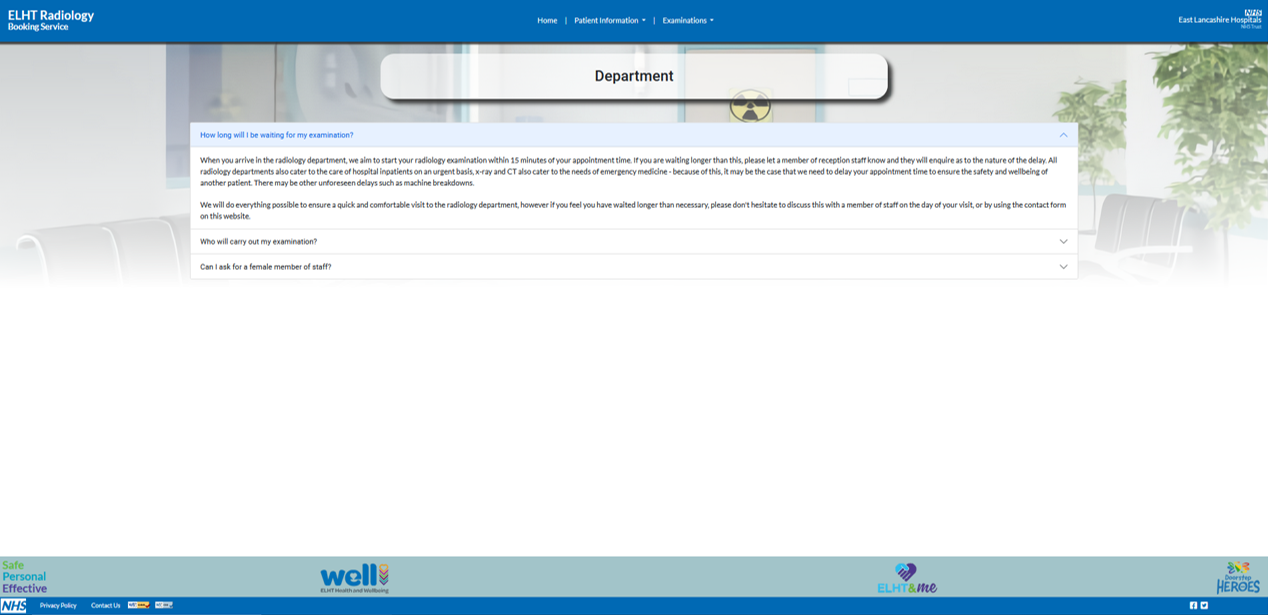 ELHT Radiology
Booking Service
Home | Patient Information | Examinations
NHS
East Lancashire Hospitals
NHS Trust
Department
How long will I be waiting for my examination?
When you arrive in the radiology department, we aim to start your radiology examination within 15 minutes of your appointment time. If you are waiting longer than this, please let a member of reception staff know and they will enquire as to the nature of the delay. All
radiology departments also cater to the care of hospital inpatients on an urgent basis, x-ray and CT also cater to the needs of emergency medicine - because of this, it may be the case that we need to delay your appointment time to ensure the safety and wellbeing of
another patient. There may be other unforeseen delays such as machine breakdowns.
We will do everything possible to ensure a quick and comfortable visit to the radiology department, however if you feel you have waited longer than necessary, please don't hesitate to discuss this with a member of staff on the day of your visit, or by using the contact form
on this website.
Who will carry out my examination?
Can I ask for a female member of staff?
Safe
Personal
Effective
well
ELHT Health and Wellbeing
ELHT&me
Doorstep
HEROES
NHS
Privacy Policy
Contact Us